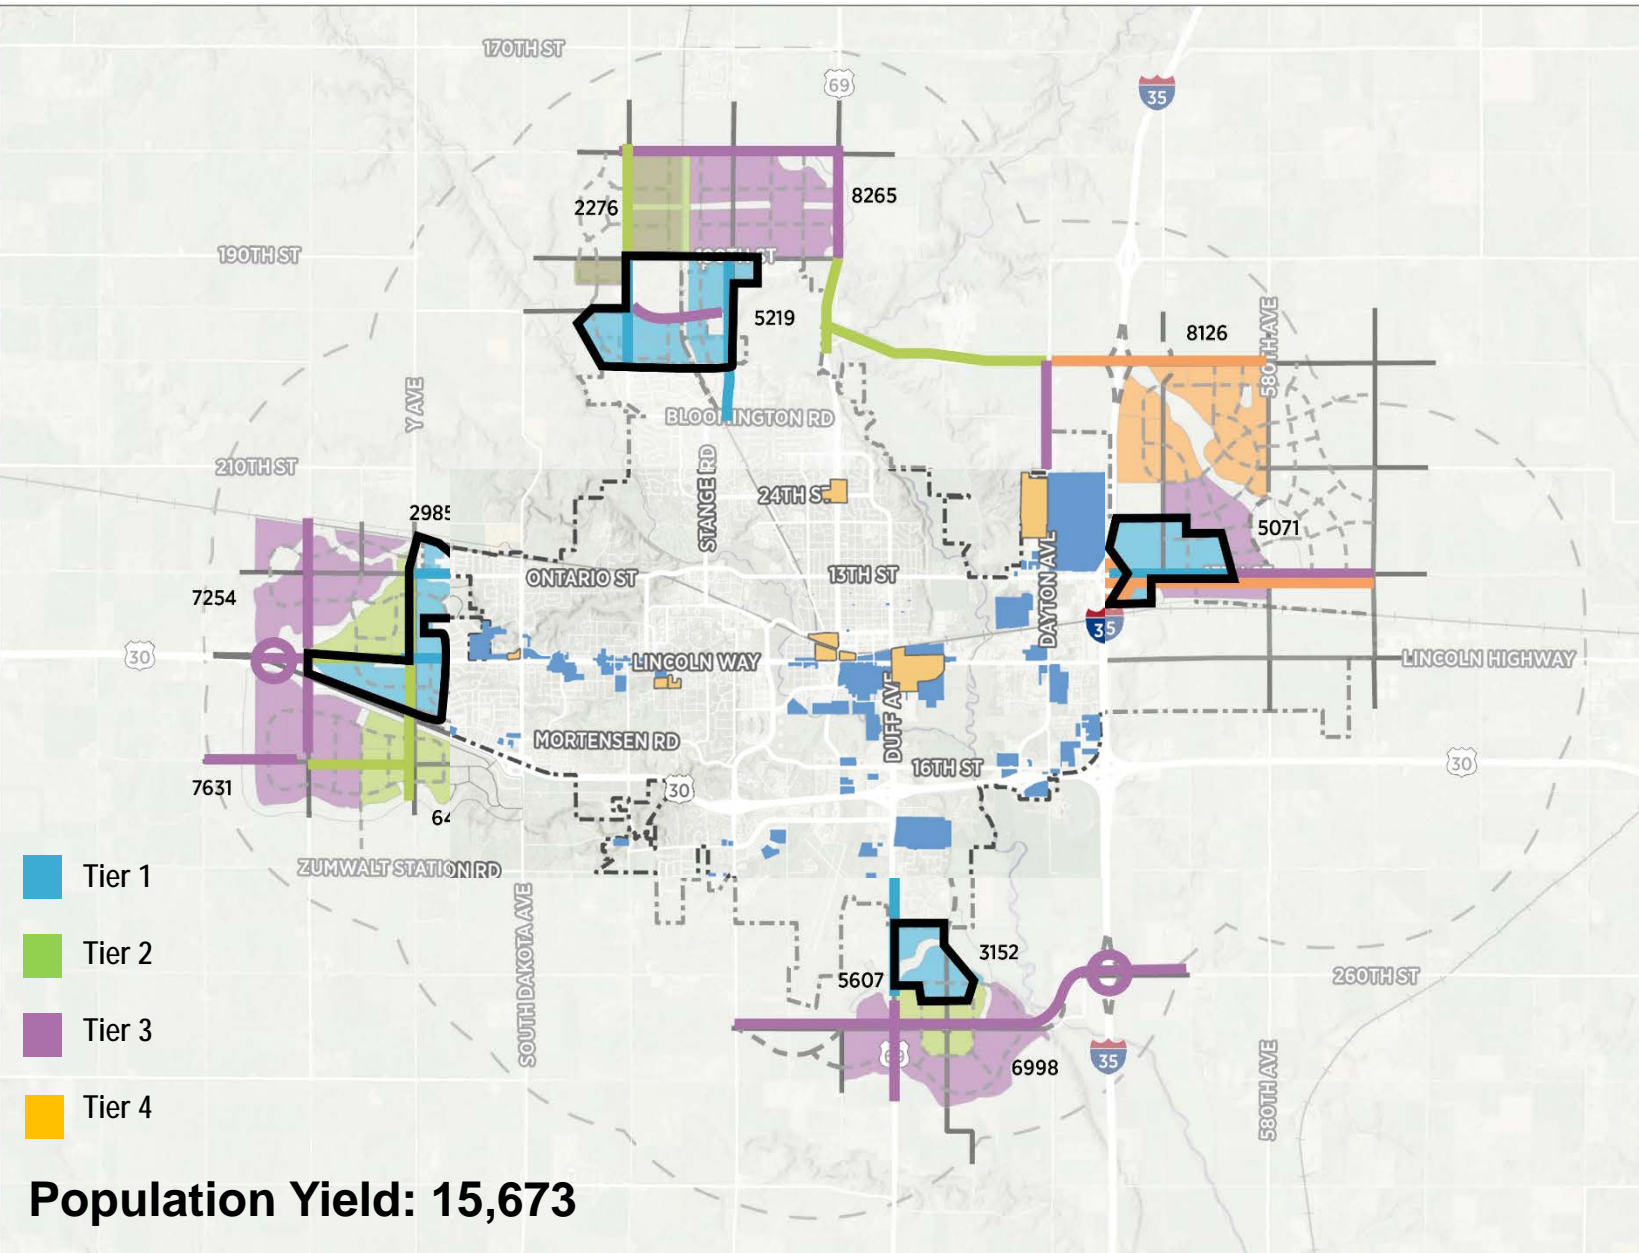 170TH ST
69
35
2276
8265
190TH ST
5219
8126
580TH AVE
Y AVE
BLOOMINGTON RD
210TH ST
STANGE RD
24TH ST
2985
5071
ONTARIO ST
13TH ST
7254
DAYTON AVE
35
30
LINCOLN WAY
LINCOLN HIGHWAY
DUFF AVE
MORTENSEN RD
16TH ST
30
30
7631
64
ZUMWALT STATION RD
Tier 1
SOUTH DAKOTA AVE
Tier 2
3152
5607
260TH ST
Tier 3
35
6998
580TH AVE
Tier 4
Population Yield: 15,673